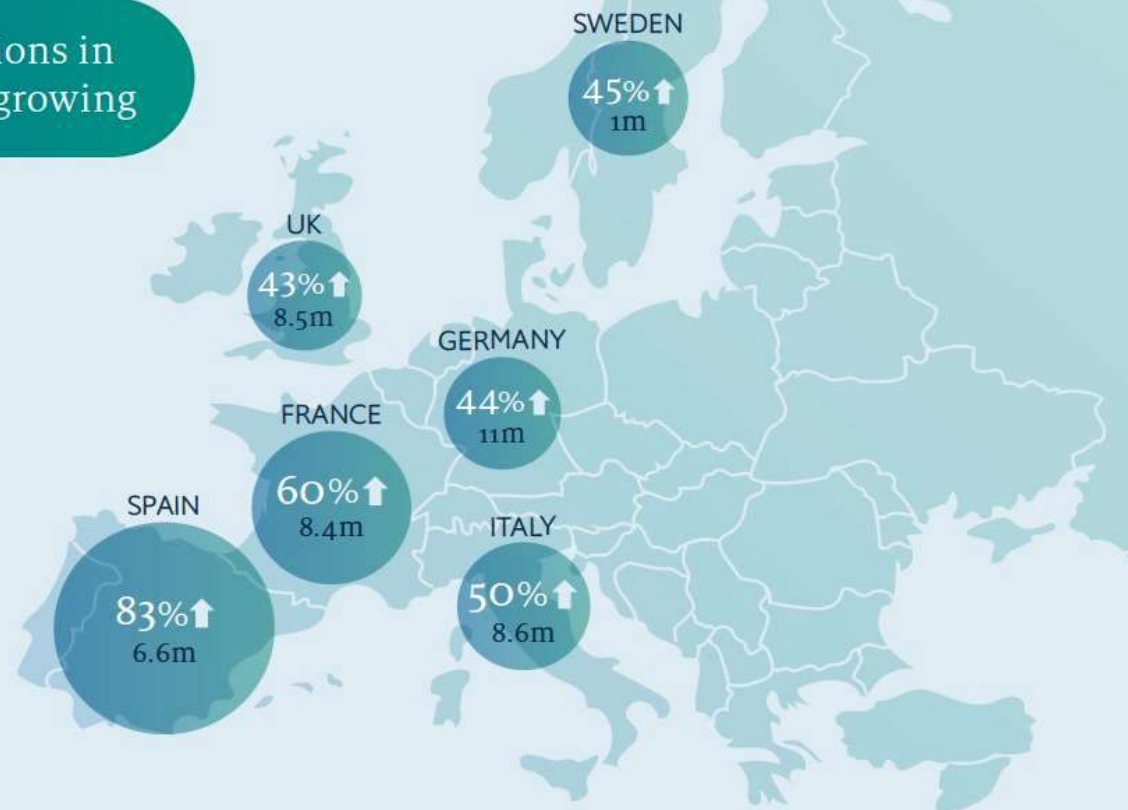 ions in
growing
SWEDEN
45%
1m
UK
43%
8.5m
GERMANY
44%
11m
FRANCE
60%
8.4m
SPAIN
83%
6.6m
ITALY
50%
8.6m